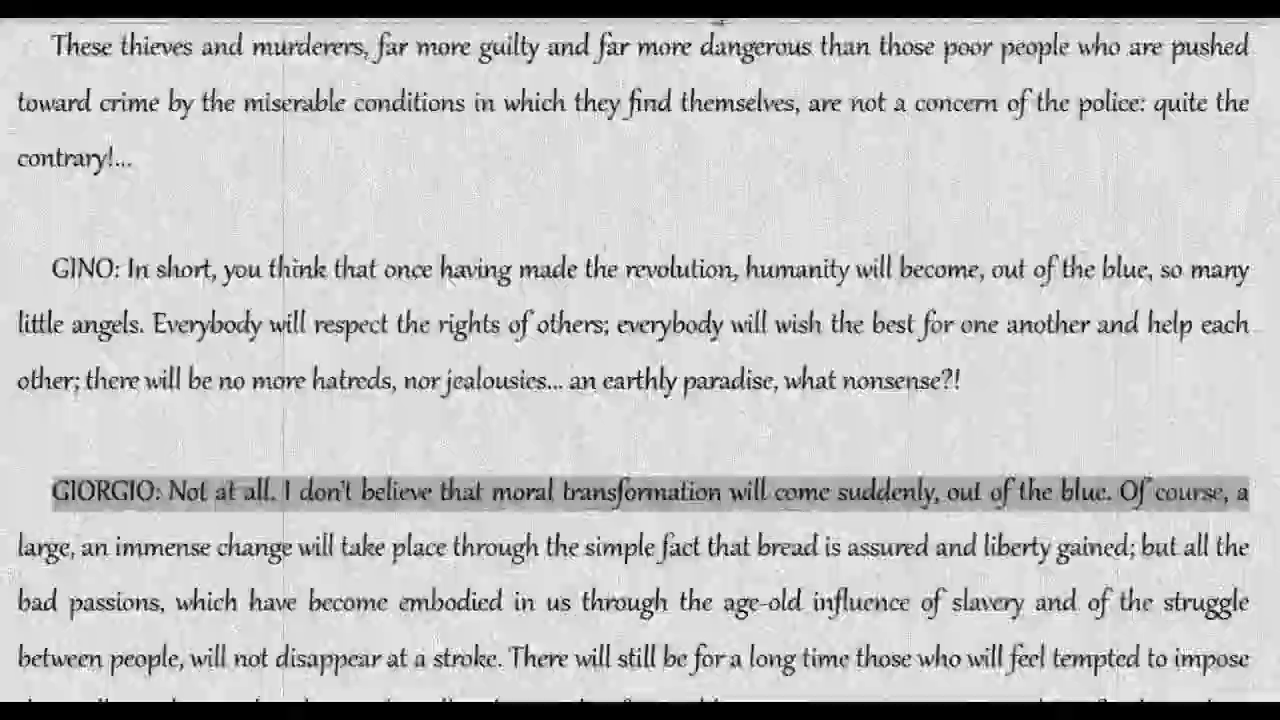 These thieves and murderers, far more guilty and far more dangerous than those poor people who are pushed
toward crime by the miserable conditions in which they find themselves, are not a concern of the police: quite the
contrary!...
GINO: In short, you think that once having made the revolution, humanity will become, out of the blue, so many
little angels. Everybody will respect the rights of others; everybody will wish the best for one another and help each
other; there will be no more hatreds, nor jealousies... an earthly paradise, what nonsense?!
GIORGIO: Not at all. I don't believe that moral transformation will come suddenly, out of the blue. Of course, a
large, an immense change will take place through the simple fact that bread is assured and liberty gained; but all the
bad passions, which have become embodied in us through the age-old influence of slavery and of the struggle
between people, will not disappear at a stroke. There will still be for a long time those who will feel tempted to impose